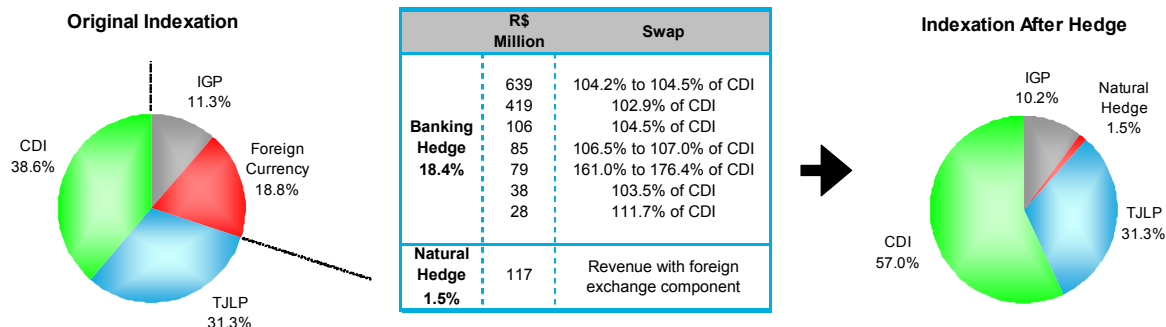 Original Indexation
IGP
11.3%
CDI
38.6%
Foreign
Currency
18.8%
TJLP
31.3%
R$
Million
Swap
Banking
Hedge
18.4%
639 104.2% to 104.5% of CDI
419 102.9% of CDI
106 104.5% of CDI
85 106.5% to 107.0% of CDI
79 161.0% to 176.4% of CDI
38 103.5% of CDI
28 111.7% of CDI
Natural
Hedge
1.5%
117
Revenue with foreign
exchange component
Indexation After Hedge
IGP
10.2%
Natural
Hedge
1.5%
TJLP
31.3%
CDI
57.0%